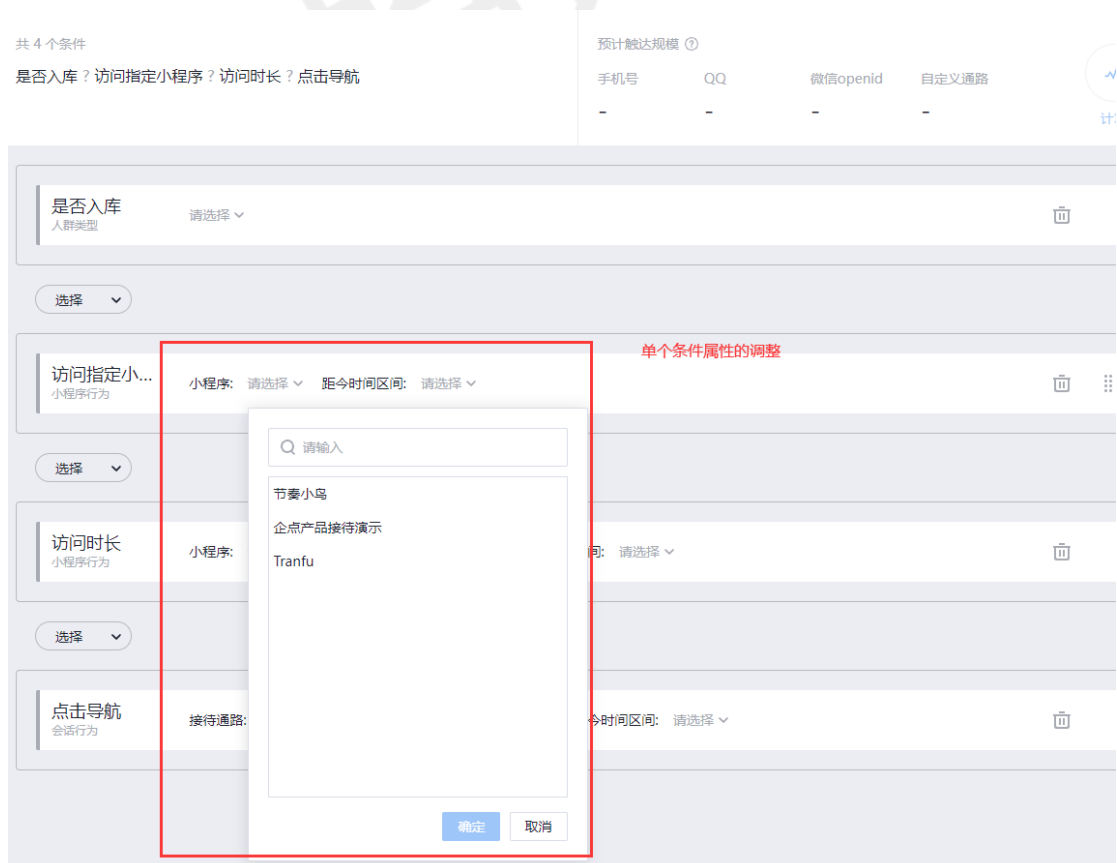 共 4 个条件
是否入库 ? 访问指定小程序 ? 访问时长 ? 点击导航
预计触达规模
手机号 QQ 微信openid 自定义通路
- - - -
是否入库
人群类型
请选择
选择
单个条件属性的调整
访问指定小...
小程序行为
小程序: 请选择 距今时间区间: 请选择
请输入
节奏小鸟
企点产品接待演示
Tranfu
选择
访问时长
小程序行为
小程序:
间: 请选择
选择
点击导航
会话行为
接待通路:
今时间区间: 请选择
确定 取消